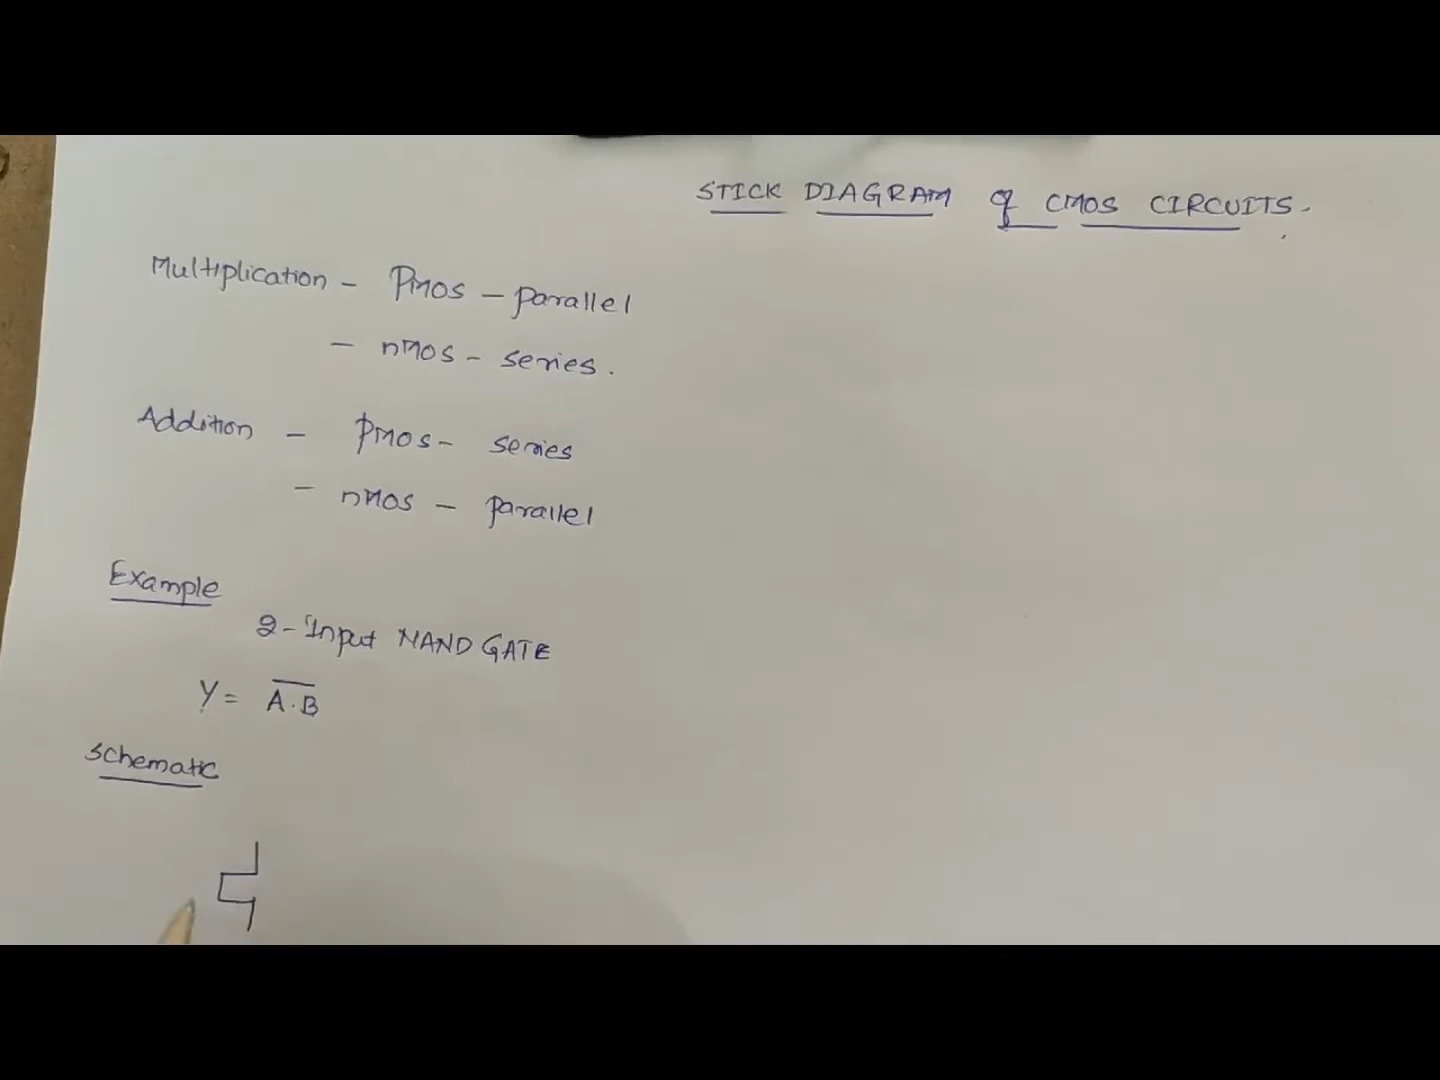 STICK DIAGRAM of CMOS CIRCUITS.
Multiplication - PMOS - parallel
- nMOS - series.
Addition - PMOS - series
- nMOS - parallel
Example
2-Input NAND GATE
Y = \overline{A.B}
Schematic